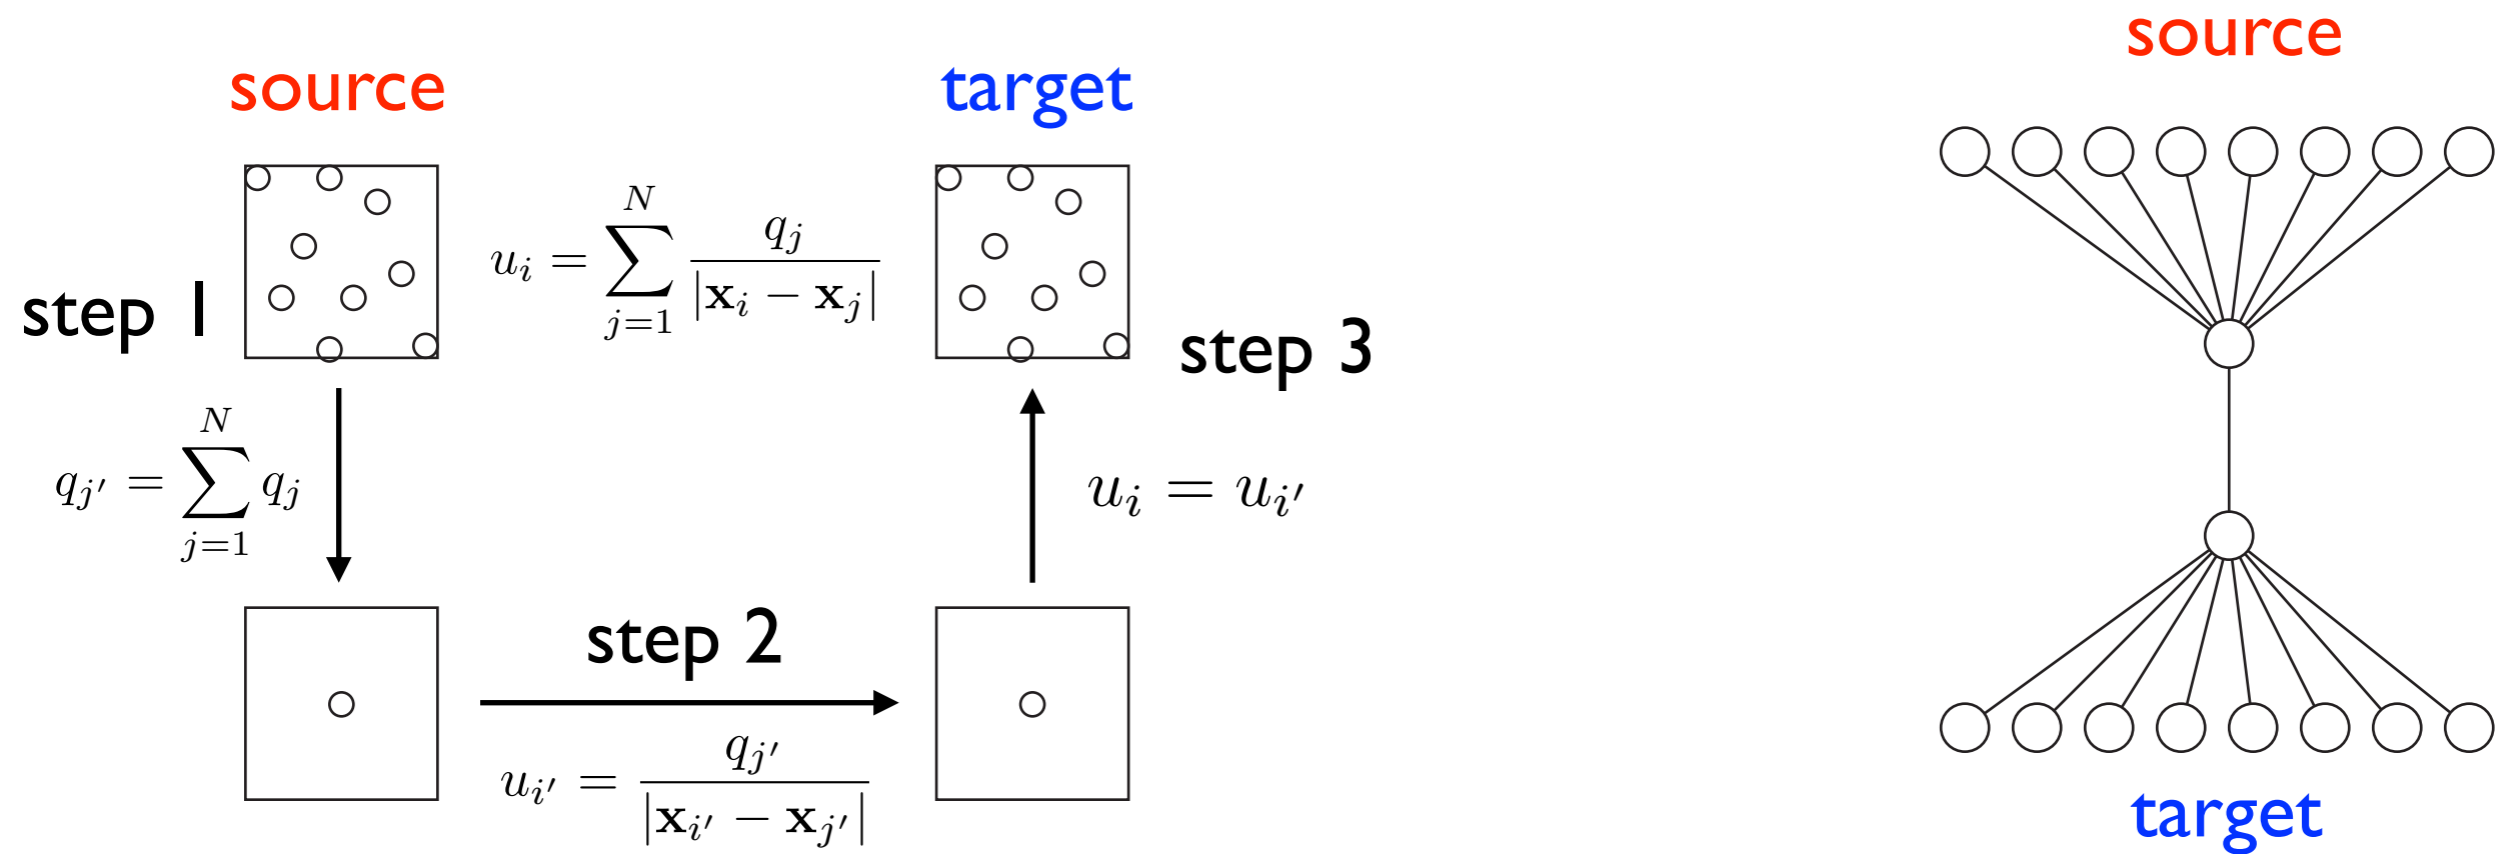 source
target
source
step 1
u_i = \sum_{j=1}^{N} \frac{q_j}{|\mathbf{x}_i - \mathbf{x}_j|}
step 3
q_{j'} = \sum_{j=1}^{N} q_j
u_i = u_{i'}
step 2
u_{i'} = \frac{q_{j'}}{|\mathbf{x}_{i'} - \mathbf{x}_{j'}|}
target